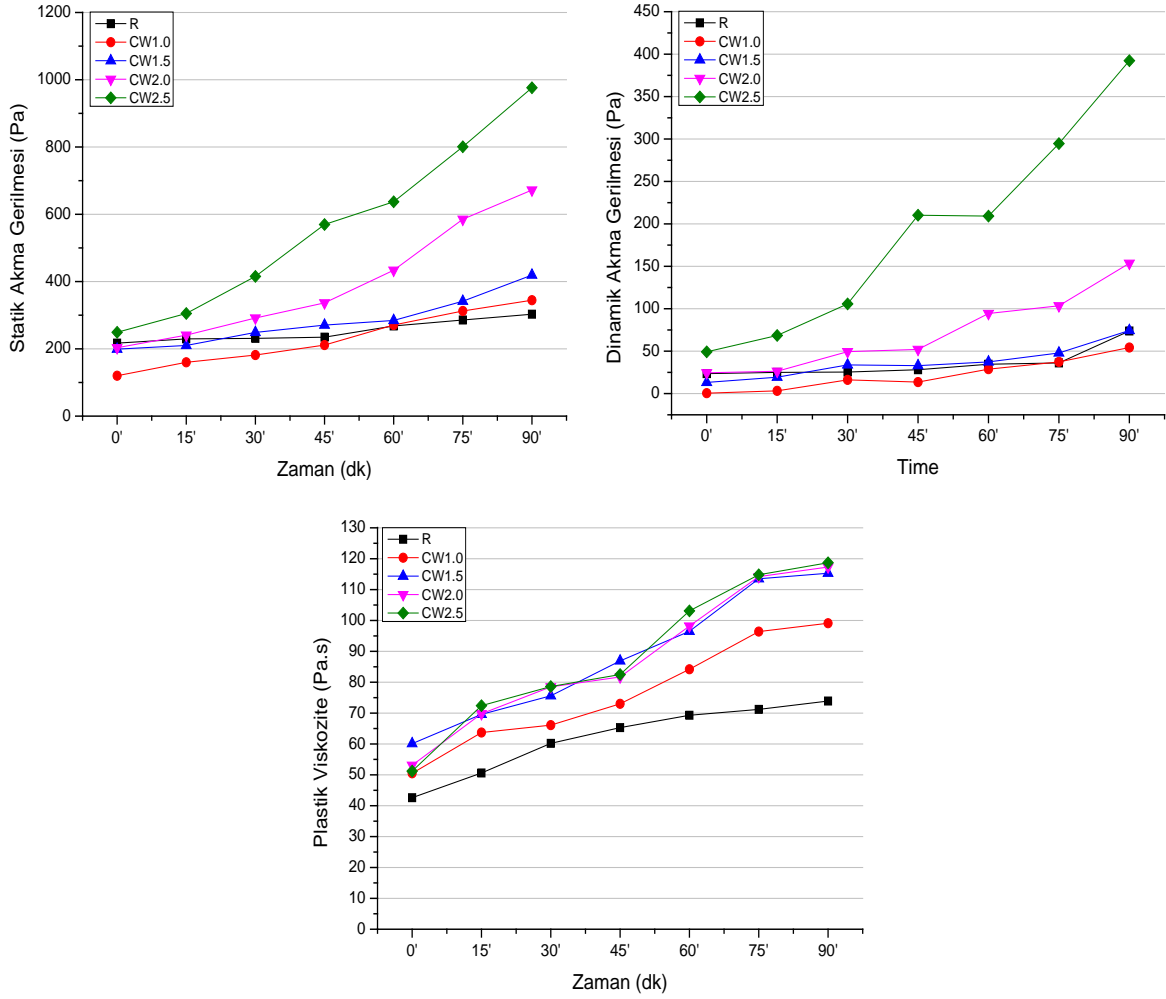 R
CW1.0
CW1.5
CW2.0
CW2.5
Statik Akma Gerilmesi (Pa)
1200
1000
800
600
400
200
0
0' 15' 30' 45' 60' 75' 90'
Zaman (dk)
R
CW1.0
CW1.5
CW2.0
CW2.5
Dinamik Akma Gerilmesi (Pa)
450
400
350
300
250
200
150
100
50
0
0' 15' 30' 45' 60' 75' 90'
Time
R
CW1.0
CW1.5
CW2.0
CW2.5
Plastik Viskozite (Pa.s)
130
120
110
100
90
80
70
60
50
40
30
20
10
0
0' 15' 30' 45' 60' 75' 90'
Zaman (dk)